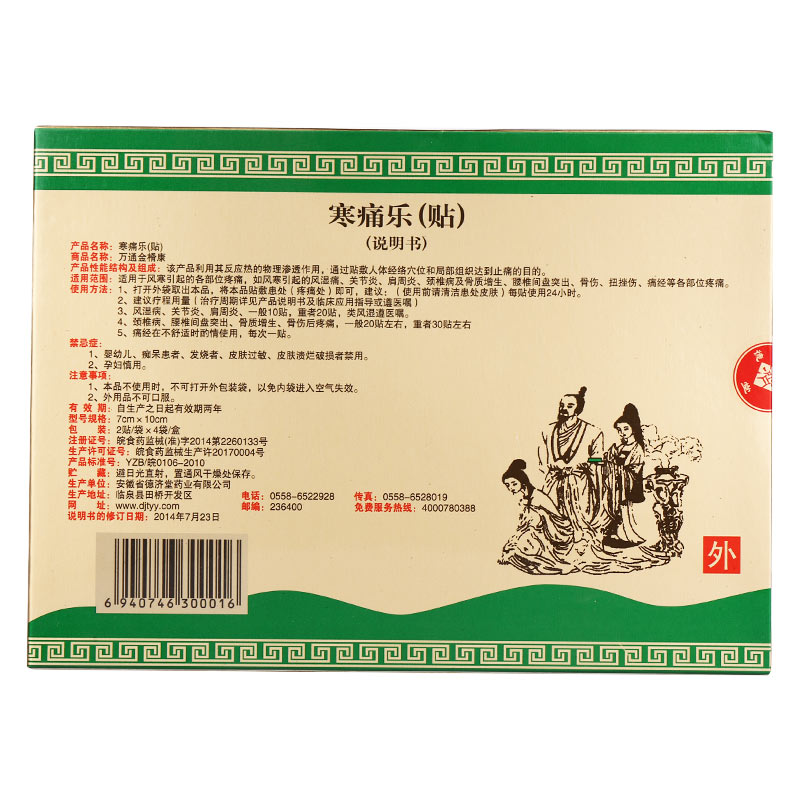 寒痛乐(贴)
(说明书)
产品名称：寒痛乐(贴)
商品名称：万通金榾康
产品性能结构及组成：该产品利用其反应热的物理渗透作用，通过贴敷人体经络穴位和局部组织达到止痛的目的。
适用范围：适用于风寒引起的各部位疼痛，如风寒引起的风湿痛、关节炎、肩周炎、颈椎病及骨质增生、腰椎间盘突出、骨伤、扭挫伤、痛经等各部位疼痛。
使用方法：1、打开外袋取出本品，将本品贴敷患处（疼痛处）即可，建议：（使用前请清洁患处皮肤）每贴使用24小时。
2、建议疗程用量（治疗周期详见产品说明书及临床应用指导或遵医嘱）
3、风湿病、关节炎、肩周炎、一般10贴，重者20贴，类风湿遵医嘱。
4、颈椎病、腰椎间盘突出、骨质增生、骨伤后疼痛，一般20贴左右，重者30贴左右
5、痛经在不舒适时酌情使用，每次一贴。
禁忌症：
1、婴幼儿、痴呆患者、发烧者、皮肤过敏、皮肤溃烂破损者禁用。
2、孕妇慎用。
注意事项：
1、本品不使用时，不可打开外包装袋，以免内袋进入空气失效。
2、外用品不可口服。
有 效 期：自生产之日起有效期两年
型号规格：7cm×10cm
包 装：2贴/袋×4袋/盒
注册证号：皖食药监械(准)字2014第2260133号
生产许可证号：皖食药监械生产许20170004号
产品标准号：YZB/皖0106-2010
贮 藏：避日光直射，置通风干燥处保存。
生产单位：安徽省德济堂药业有限公司
生产地址：临泉县田桥开发区 电话：0558-6522928 传真：0558-6528019
网 址：www.djtyy.com 邮编：236400 免费服务热线：4000780388
说明书的修订日期：2014年7月23日
6 940746 300016
外